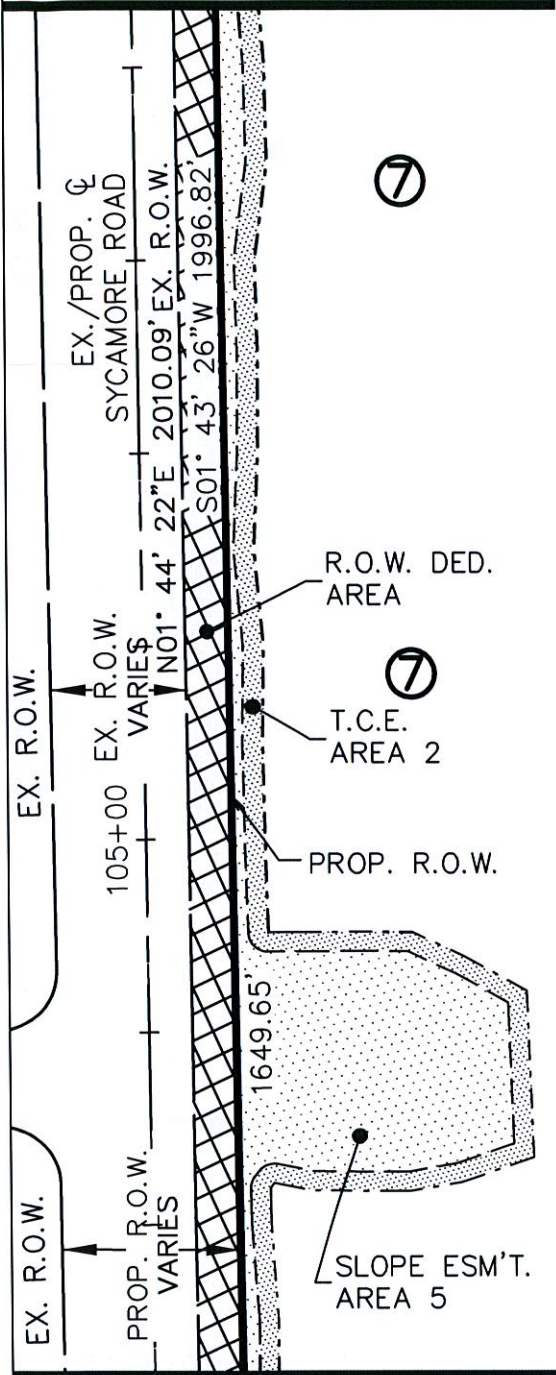 EX./PROP. ℄
SYCAMORE ROAD
⑦
N01° 44' 22"E 2010.09' EX. R.O.W.
S01° 43' 26"W 1996.82'
R.O.W. DED.
AREA
⑦
EX. R.O.W.
EX. R.O.W.
VARIES
105+00
T.C.E.
AREA 2
PROP. R.O.W.
1649.65'
EX. R.O.W.
PROP. R.O.W.
VARIES
SLOPE ESM'T.
AREA 5